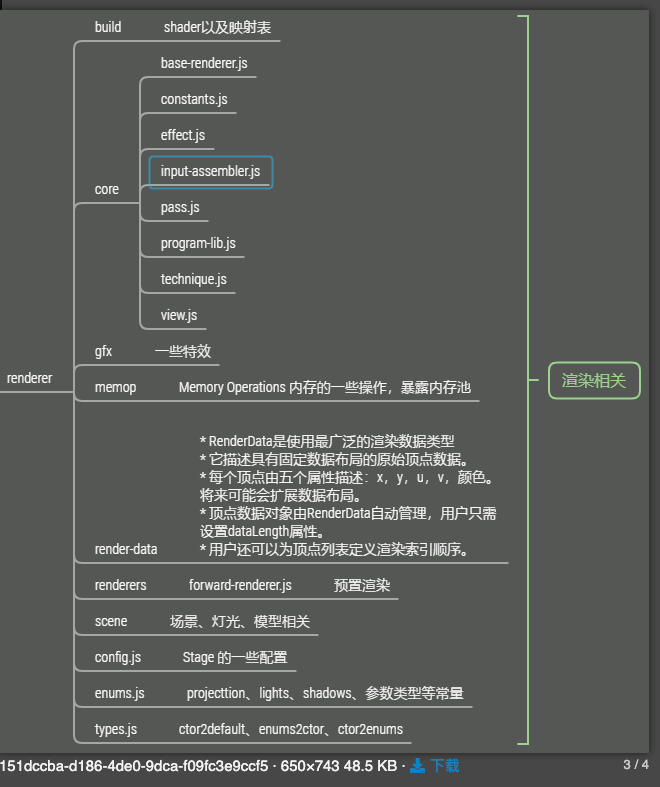 build shader以及映射表
base-renderer.js
constants.js
effect.js
input-assembler.js
core
pass.js
program-lib.js
technique.js
view.js
gfx 一些特效
renderer
渲染相关
memop Memory Operations 内存的一些操作，暴露内存池
* RenderData是使用最广泛的渲染数据类型
* 它描述具有固定数据布局的原始顶点数据。
* 每个顶点由五个属性描述：x，y，u，v，颜色。
将来可能会扩展数据布局。
* 顶点数据对象由RenderData自动管理，用户只需
设置dataLength属性。
render-data * 用户还可以为顶点列表定义渲染索引顺序。
renderers forward-renderer.js 预置渲染
scene 场景、灯光、模型相关
config.js Stage 的一些配置
enums.js projecttion、lights、shadows、参数类型等常量
types.js ctor2default、enums2ctor、ctor2enums
151dccba-d186-4de0-9dca-f09fc3e9ccf5 · 650×743 48.5 KB · 下载
3 / 4